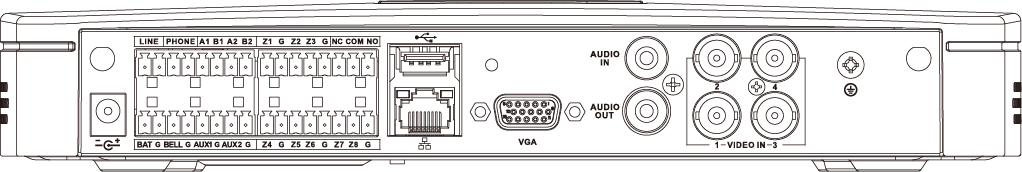 LINE PHONE A1 B1 A2 B2 Z1 G Z2 Z3 G NC COM NO
AUDIO
IN
2 4
AUDIO
OUT
BAT G BELL G AUX1 G AUX2 G Z4 G Z5 Z6 G Z7 Z8 G
VGA
1-VIDEO IN-3